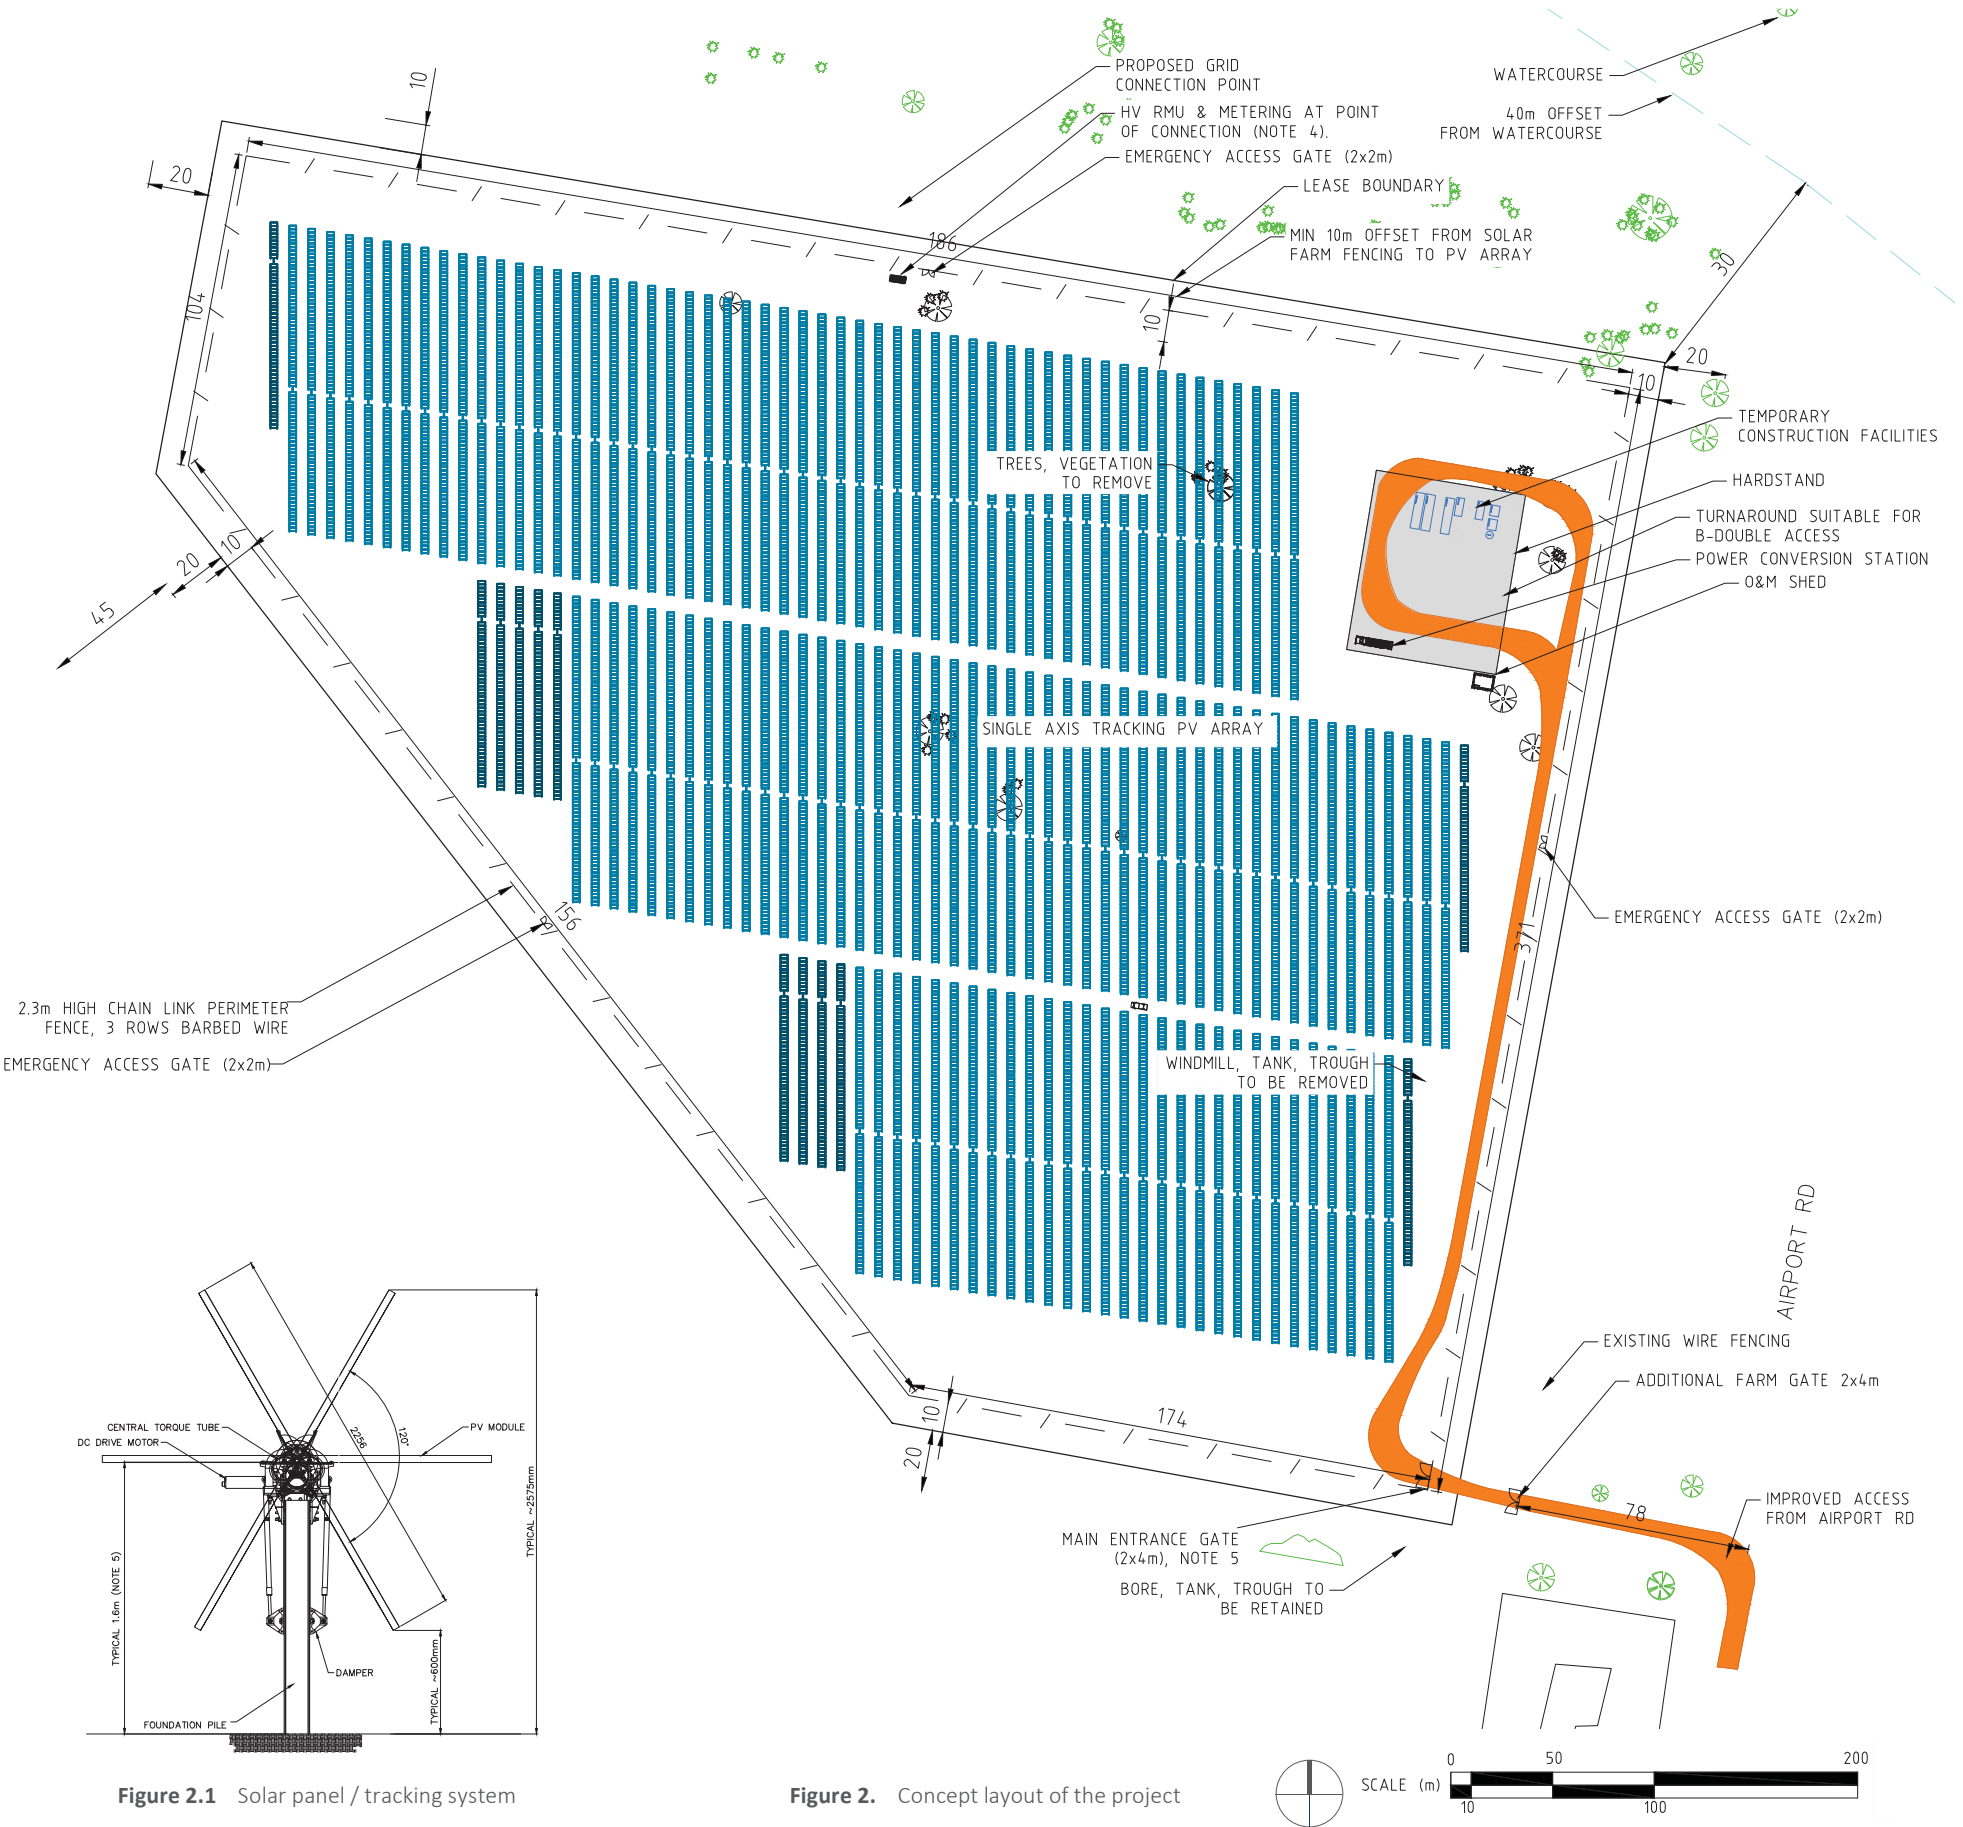 10
PROPOSED GRID
CONNECTION POINT
WATERCOURSE
HV RMU & METERING AT POINT
OF CONNECTION (NOTE 4).
40m OFFSET
FROM WATERCOURSE
EMERGENCY ACCESS GATE (2x2m)
20
LEASE BOUNDARY
186
MIN 10m OFFSET FROM SOLAR
FARM FENCING TO PV ARRAY
30
104
10
20
10
TEMPORARY
CONSTRUCTION FACILITIES
TREES, VEGETATION
TO REMOVE
HARDSTAND
TURNAROUND SUITABLE FOR
B-DOUBLE ACCESS
10
20
POWER CONVERSION STATION
O&M SHED
45
SINGLE AXIS TRACKING PV ARRAY
156
EMERGENCY ACCESS GATE (2x2m)
371
2.3m HIGH CHAIN LINK PERIMETER
FENCE, 3 ROWS BARBED WIRE
EMERGENCY ACCESS GATE (2x2m)
WINDMILL, TANK, TROUGH
TO BE REMOVED
AIRPORT RD
EXISTING WIRE FENCING
ADDITIONAL FARM GATE 2x4m
10
174
20
78
IMPROVED ACCESS
FROM AIRPORT RD
MAIN ENTRANCE GATE
(2x4m), NOTE 5
BORE, TANK, TROUGH TO
BE RETAINED
CENTRAL TORQUE TUBE
DC DRIVE MOTOR
PV MODULE
2256
120°
TYPICAL ~2575mm
TYPICAL 1.6m (NOTE 5)
TYPICAL ~600mm
DAMPER
FOUNDATION PILE
Figure 2.1 Solar panel / tracking system
Figure 2. Concept layout of the project
SCALE (m)
0 50 200
10 100